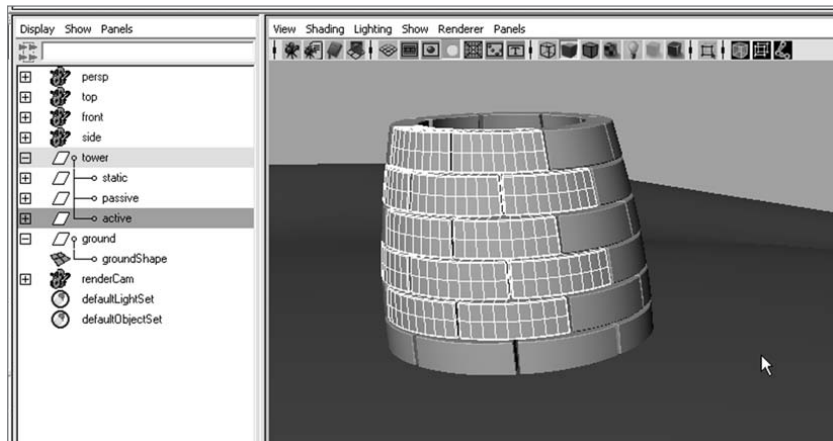 Display Show Panels
View Shading Lighting Show Renderer Panels
persp
top
front
side
tower
static
passive
active
ground
groundShape
renderCam
defaultLightSet
defaultObjectSet